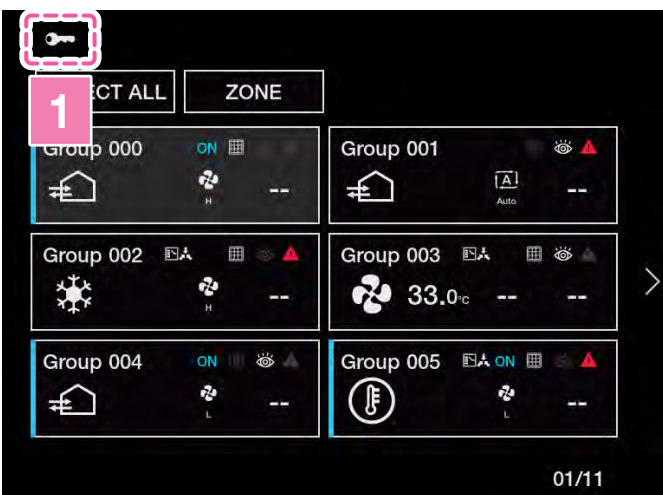 1
ECT ALL
ZONE
Group 000 ON
H --
Group 001
A
Auto --
Group 002
H --
Group 003
33.0°C -- --
Group 004 ON
L --
Group 005 ON
L --
01/11